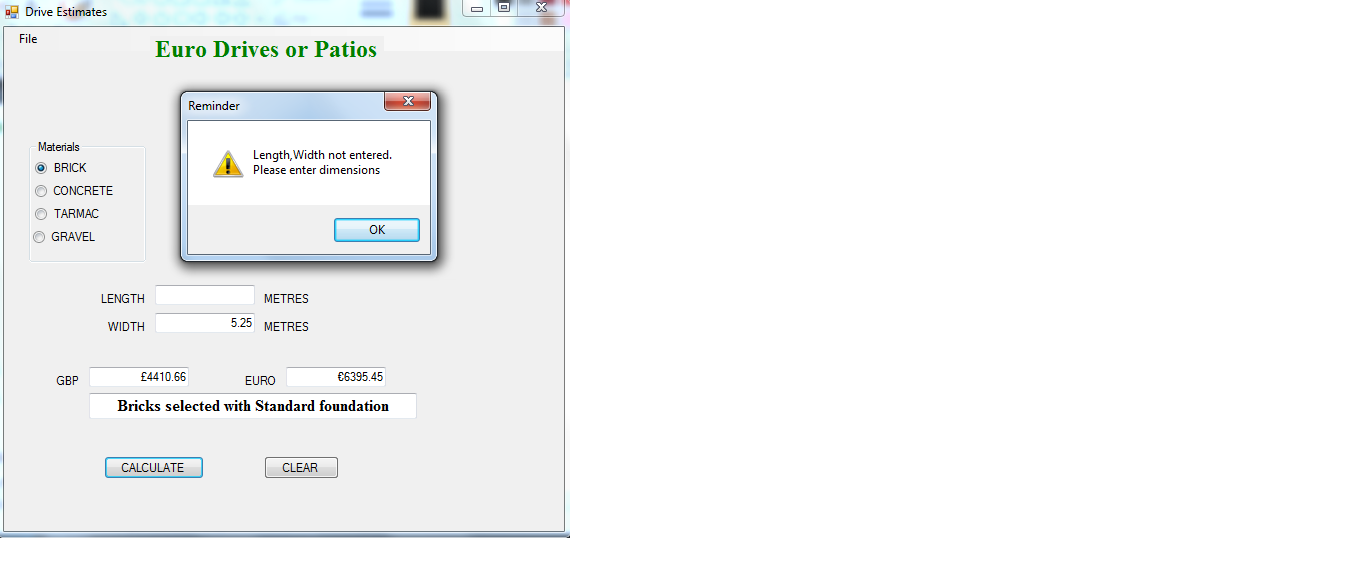 Drive Estimates
File
Euro Drives or Patios
Reminder
Length,Width not entered.
Please enter dimensions
OK
Materials
BRICK
CONCRETE
TARMAC
GRAVEL
LENGTH METRES
WIDTH 5.25 METRES
GBP £4410.66 EURO €6395.45
Bricks selected with Standard foundation
CALCULATE CLEAR